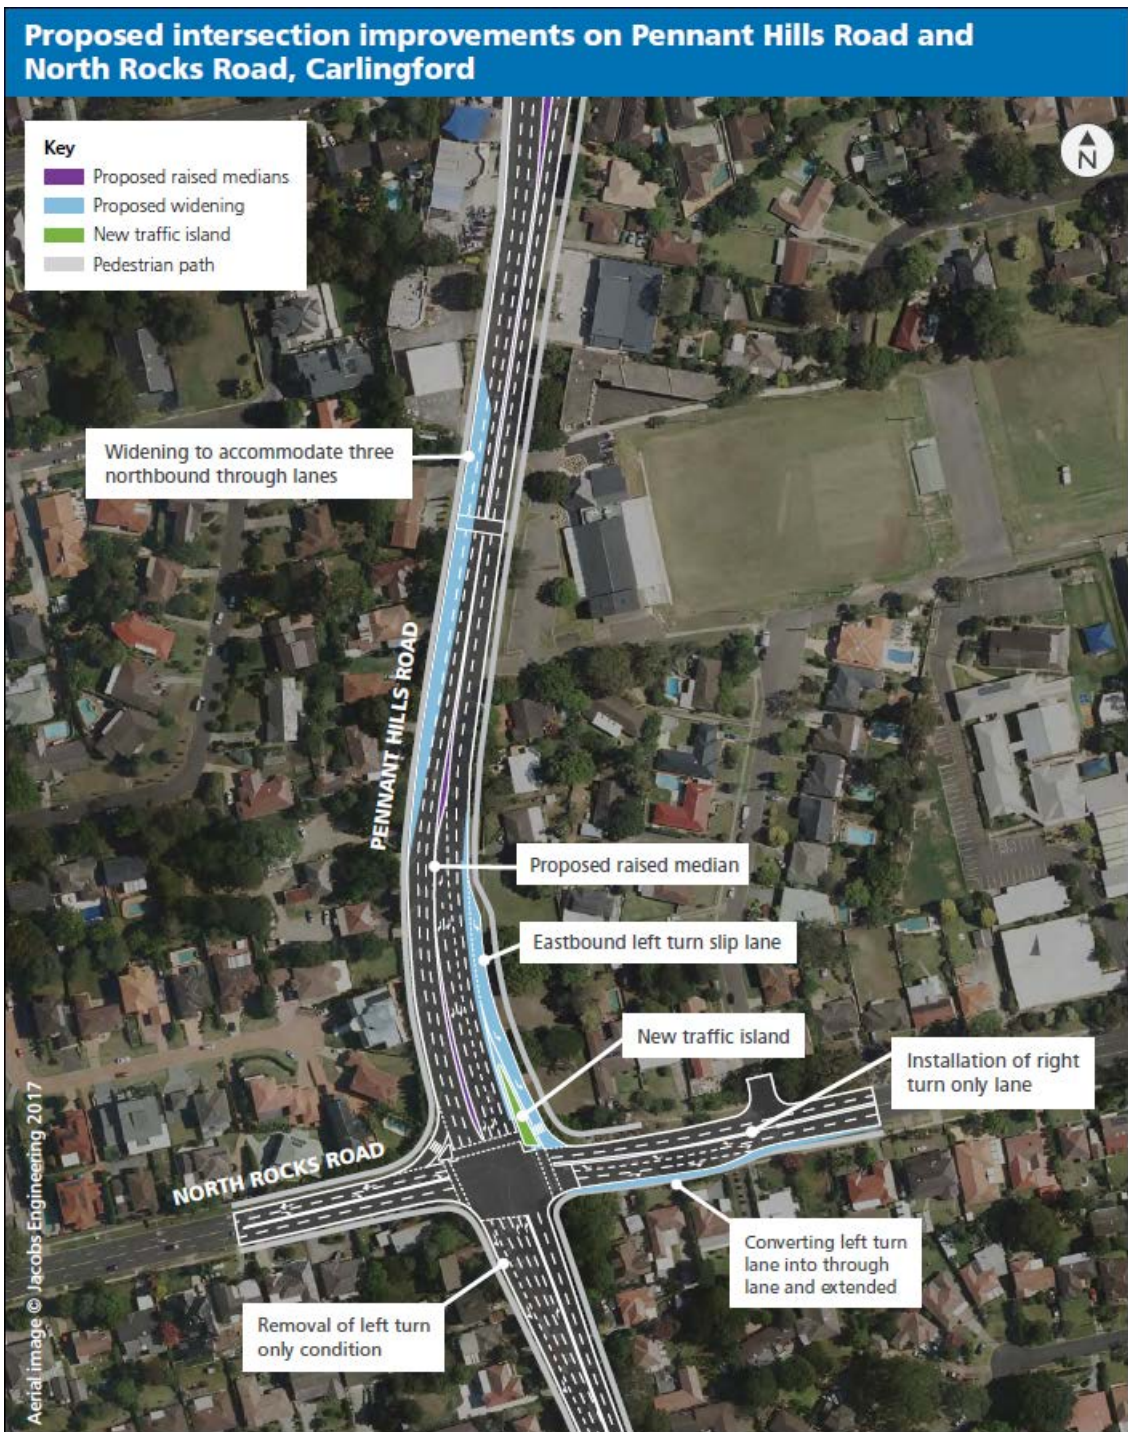 Proposed intersection improvements on Pennant Hills Road and
North Rocks Road, Carlingford
Key
Proposed raised medians
Proposed widening
New traffic island
Pedestrian path
N
Widening to accommodate three
northbound through lanes
PENNANT HILLS ROAD
Proposed raised median
Eastbound left turn slip lane
New traffic island
Installation of right
turn only lane
NORTH ROCKS ROAD
Converting left turn
lane into through
lane and extended
Removal of left turn
only condition
Aerial image © Jacobs Engineering 2017